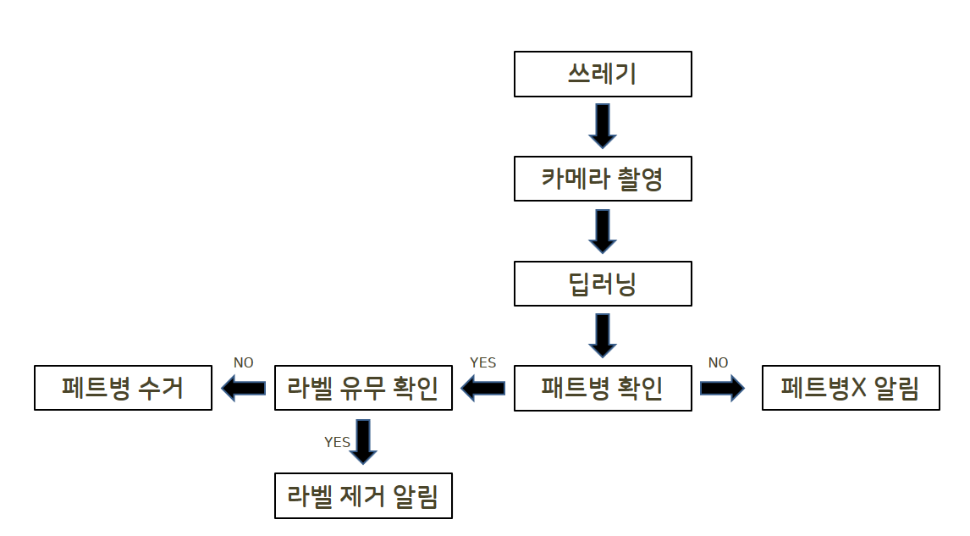 쓰레기
카메라 촬영
딥러닝
NO
YES
NO
페트병 수거
라벨 유무 확인
패트병 확인
페트병X 알림
YES
라벨 제거 알림